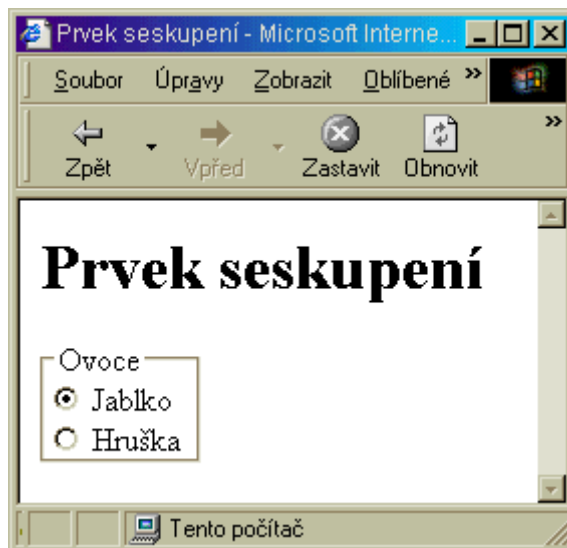 Prvek seskupení - Microsoft Interne...
Soubor Úpravy Zobrazit Oblíbené »
Zpět Vpřed Zastavit Obnovit »
Prvek seskupení
Ovoce
Jablko
Hruška
Tento počítač